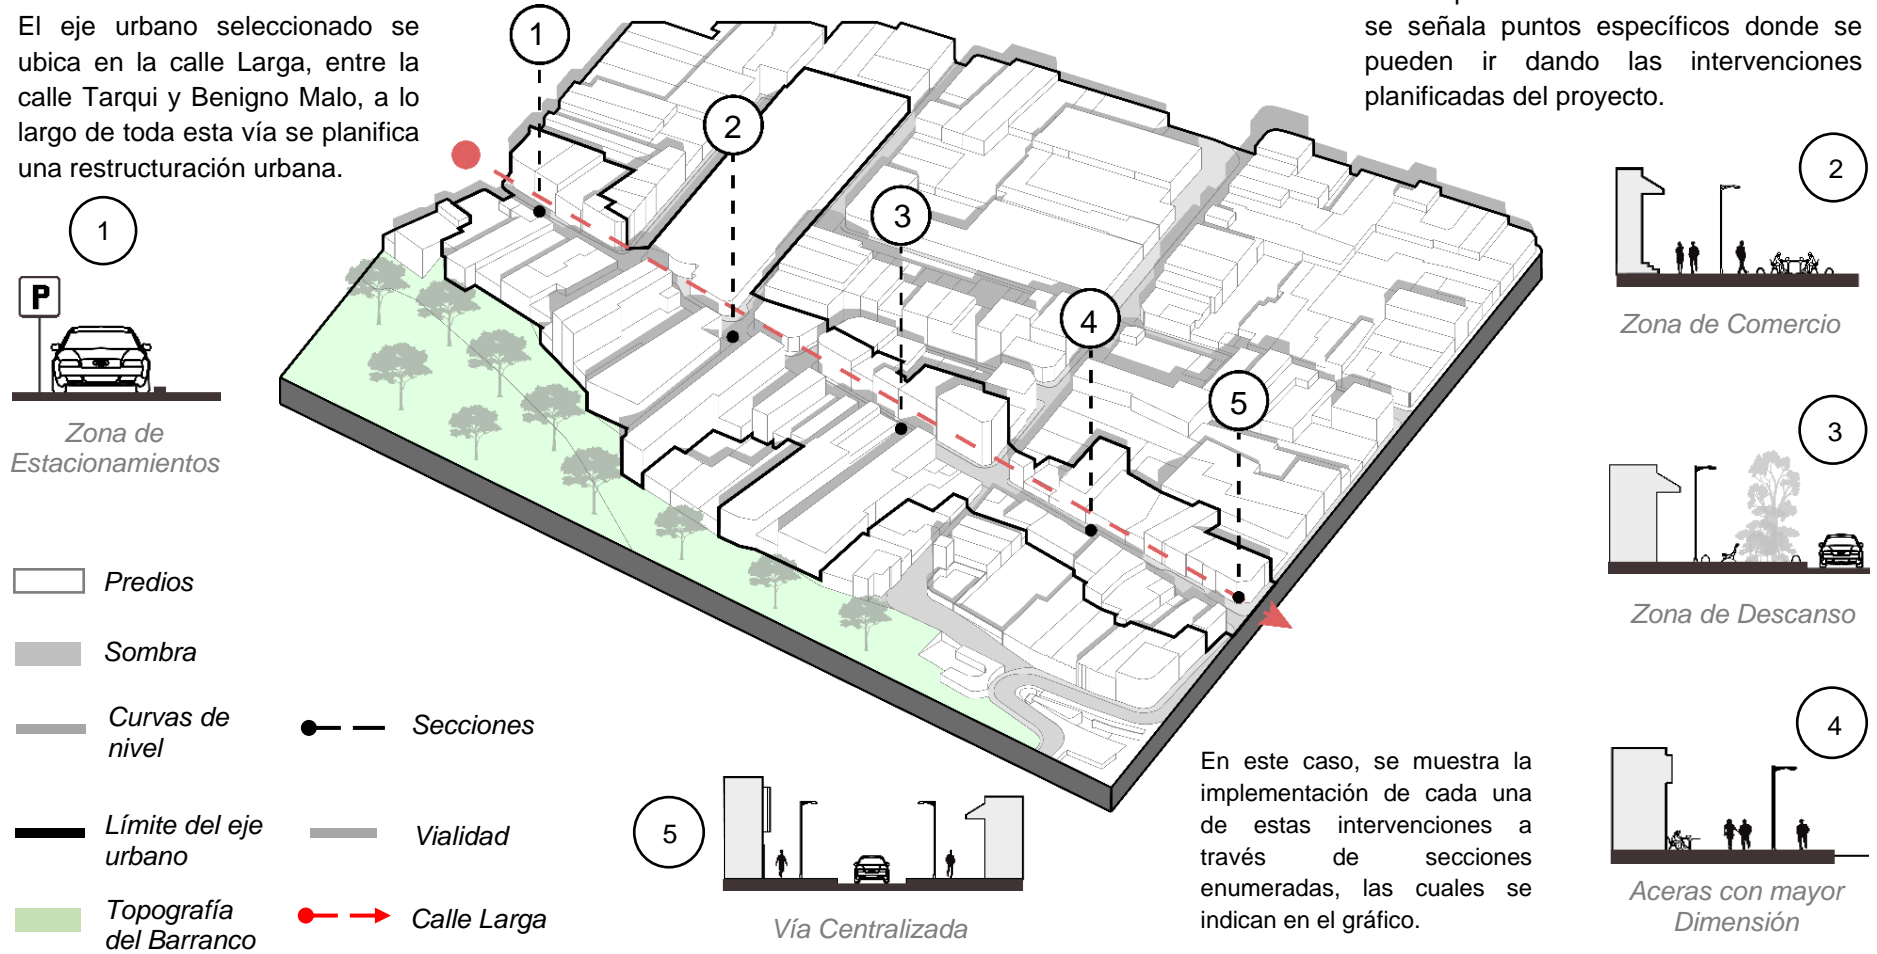 El eje urbano seleccionado se
ubica en la calle Larga, entre la
calle Tarqui y Benigno Malo, a lo
largo de toda esta vía se planifica
una restructuración urbana.
se señala puntos específicos donde se
pueden ir dando las intervenciones
planificadas del proyecto.
1
2
3
4
5
1
P
Zona de
Estacionamientos
2
Zona de Comercio
3
Zona de Descanso
4
Aceras con mayor
Dimensión
5
Vía Centralizada
Predios
Sombra
Curvas de
nivel
Límite del eje
urbano
Topografía
del Barranco
Secciones
Vialidad
Calle Larga
En este caso, se muestra la
implementación de cada una
de estas intervenciones a
través de secciones
enumeradas, las cuales se
indican en el gráfico.